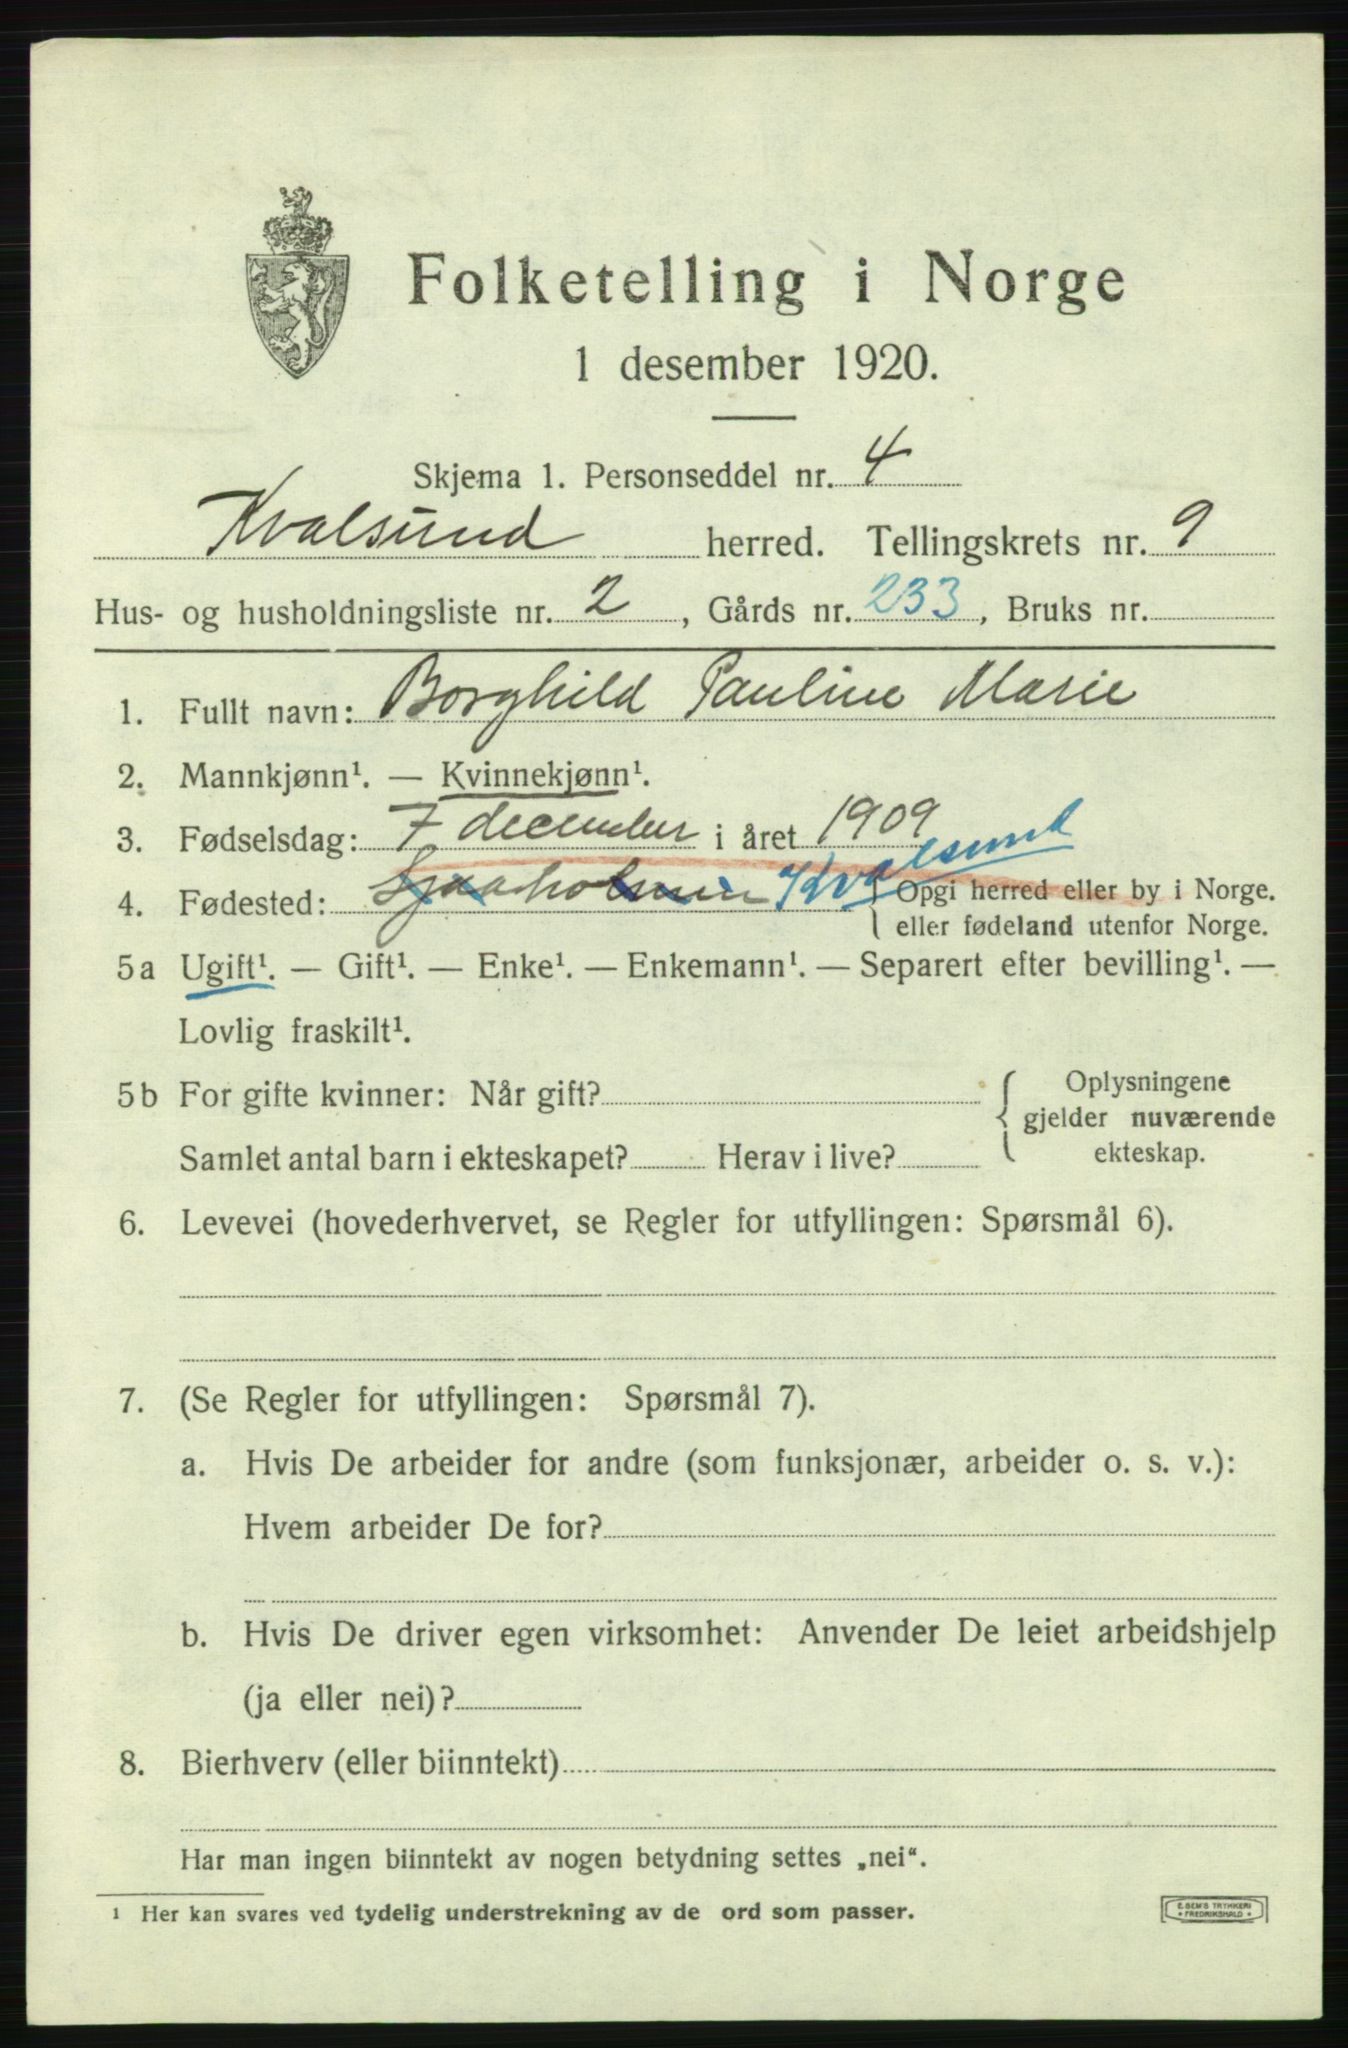 Folketelling i Norge
1 desember 1920.
Skjema 1. Personseddel nr. 4
Kvalsund herred. Tellingskrets nr. 9
Hus- og husholdningsliste nr. 2, Gårds nr. 233, Bruks nr.
1. Fullt navn: Borghild Pauline Marie
2. Mannkjønn¹. — Kvinnekjønn¹.
3. Fødselsdag: 7 december i året 1909
4. Fødested: Sjaaholmen Kvalsund { Opgi herred eller by i Norge.
eller fødeland utenfor Norge.
5a Ugift¹. — Gift¹. — Enke¹. — Enkemann¹. — Separert efter bevilling¹. —
Lovlig fraskilt¹.
5b For gifte kvinner: Når gift? { Oplysningene
gjelder nuværende
Samlet antal barn i ekteskapet? Herav i live? ekteskap.
6. Levevei (hovederhvervet, se Regler for utfyllingen: Spørsmål 6).
7. (Se Regler for utfyllingen: Spørsmål 7).
a. Hvis De arbeider for andre (som funksjonær, arbeider o. s. v.):
Hvem arbeider De for?
b. Hvis De driver egen virksomhet: Anvender De leiet arbeidshjelp
(ja eller nei)?
8. Bierhverv (eller biinntekt)
Har man ingen biinntekt av nogen betydning settes „nei“.
¹ Her kan svares ved tydelig understrekning av de ord som passer.
E. SEM'S TRYKKERI
• FREDRIKSHALD •